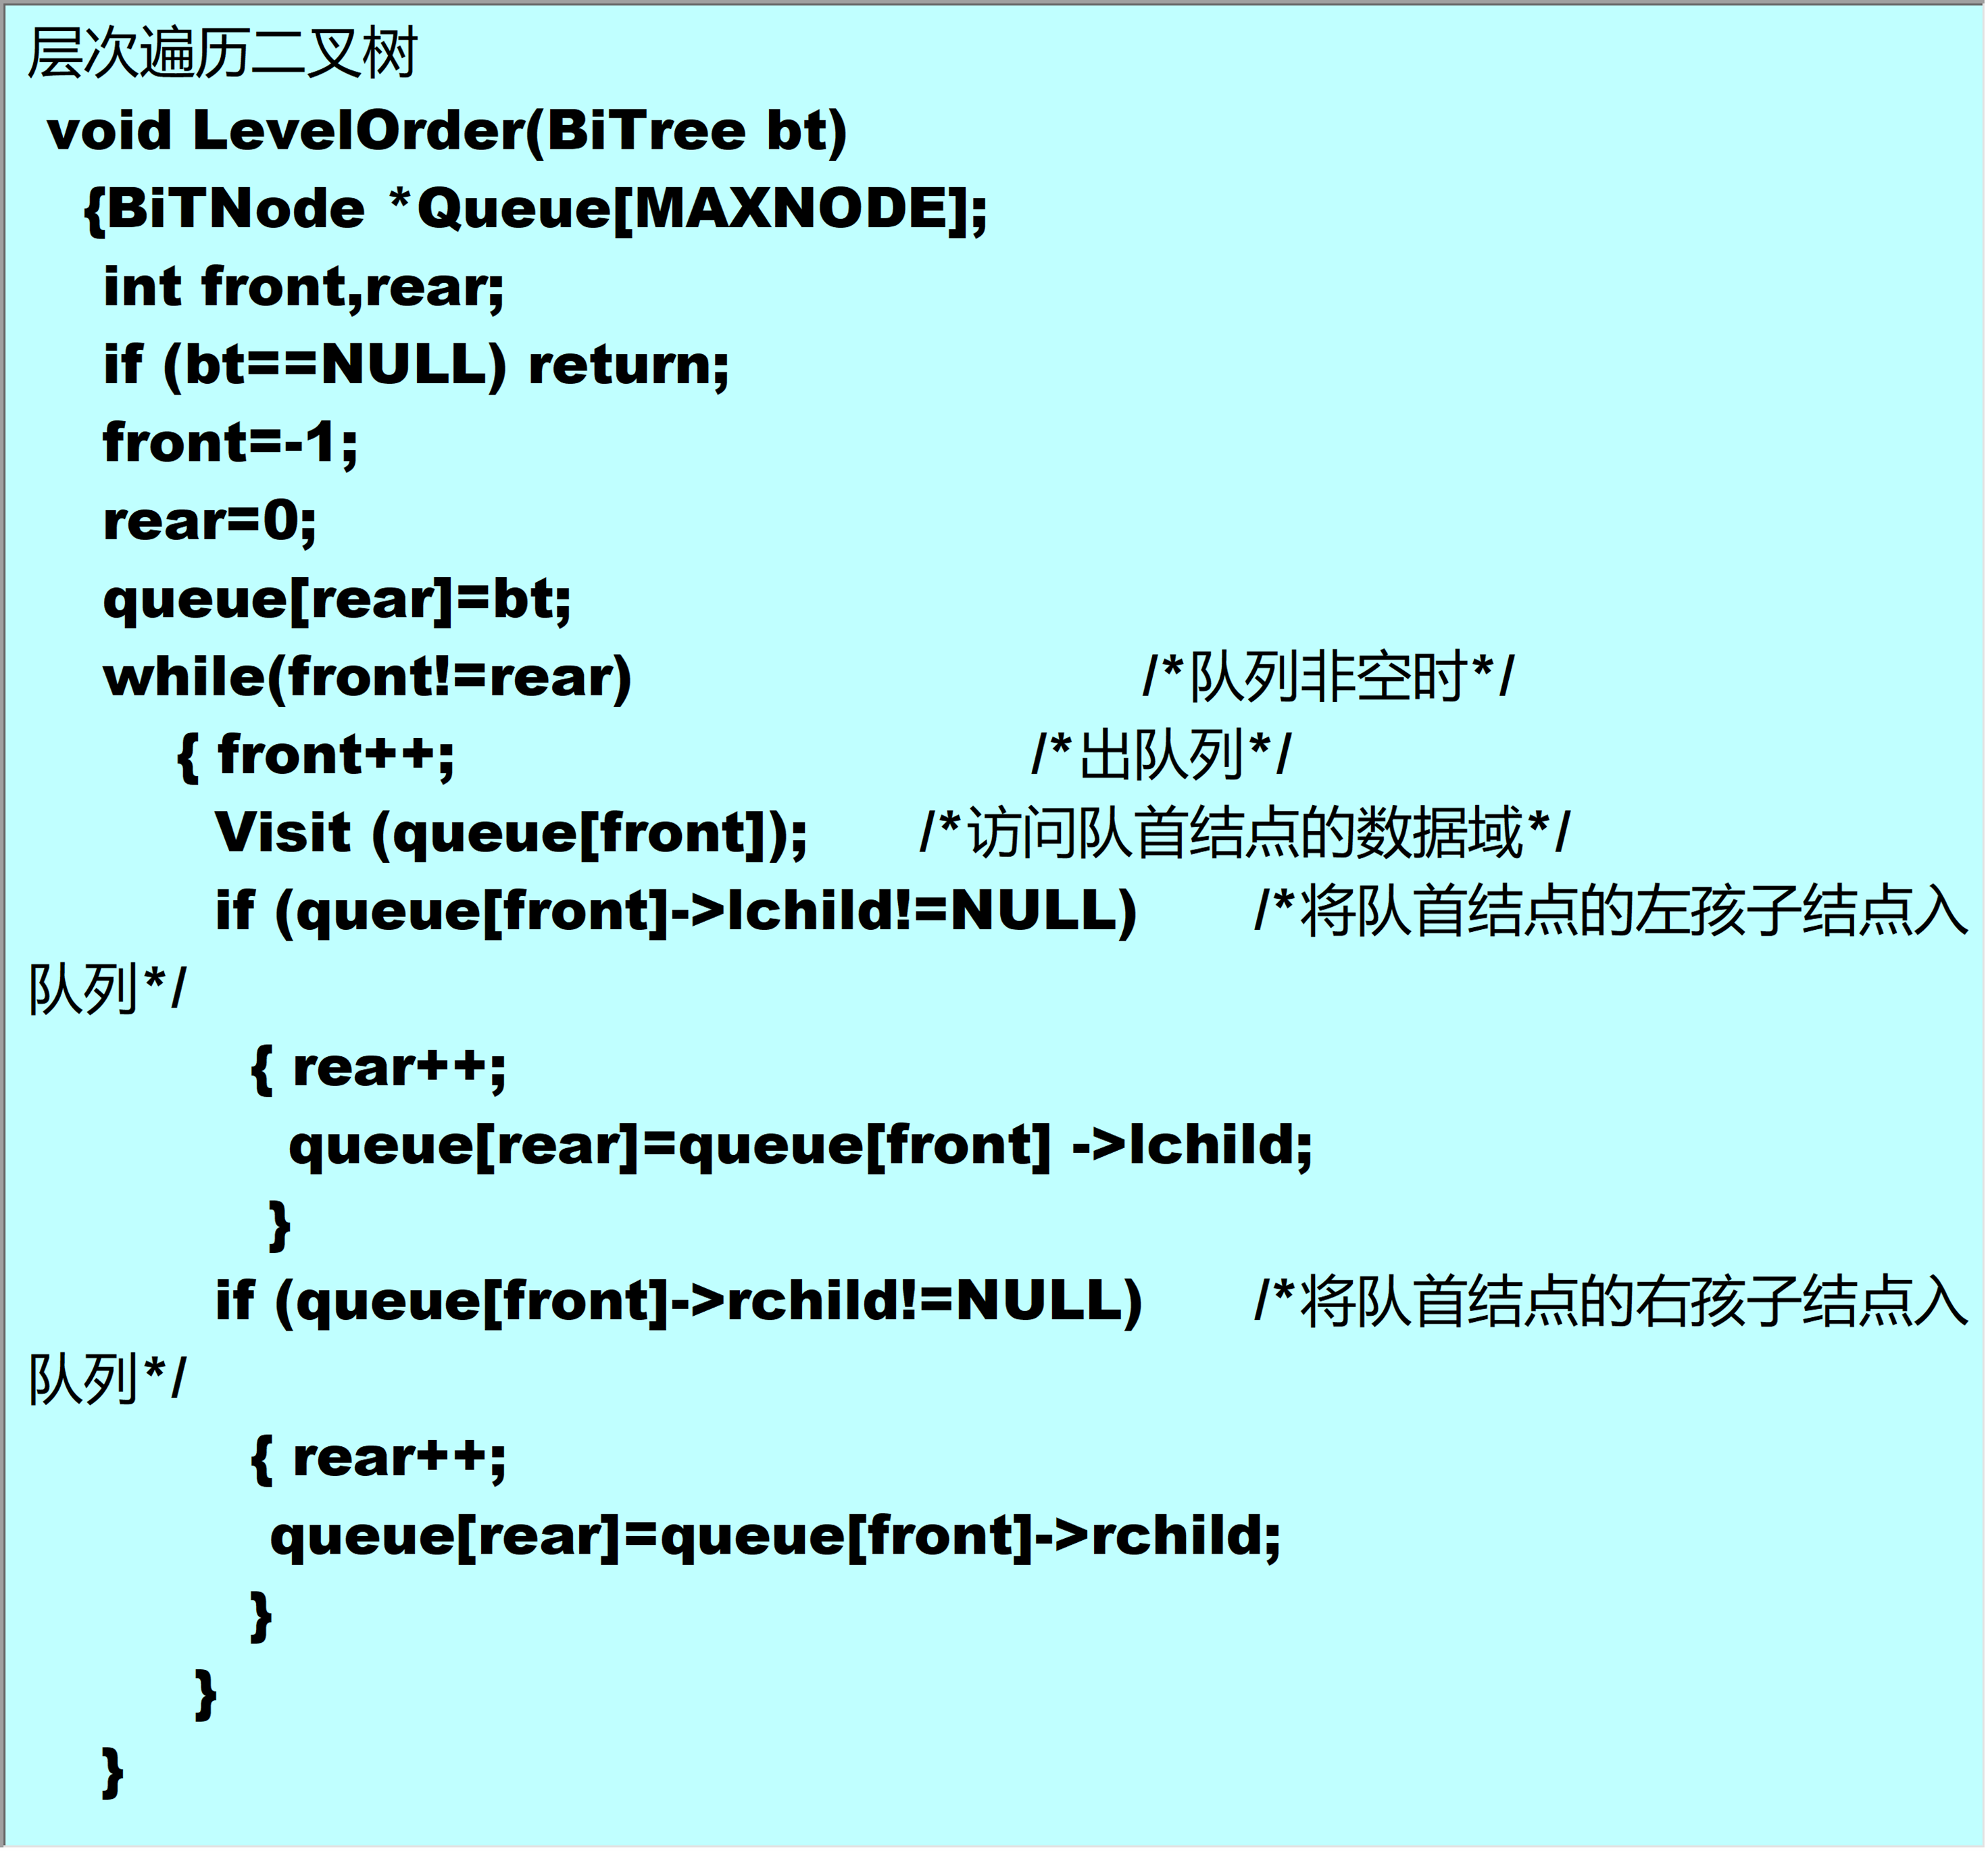 层次遍历二叉树
void LevelOrder(BiTree bt)
{BiTNode *Queue[MAXNODE];
int front,rear;
if (bt==NULL) return;
front=-1;
rear=0;
queue[rear]=bt;
while(front!=rear) /*队列非空时*/
{ front++; /*出队列*/
Visit (queue[front]); /*访问队首结点的数据域*/
if (queue[front]->lchild!=NULL) /*将队首结点的左孩子结点入
队列*/
{ rear++;
queue[rear]=queue[front] ->lchild;
}
if (queue[front]->rchild!=NULL) /*将队首结点的右孩子结点入
队列*/
{ rear++;
queue[rear]=queue[front]->rchild;
}
}
}